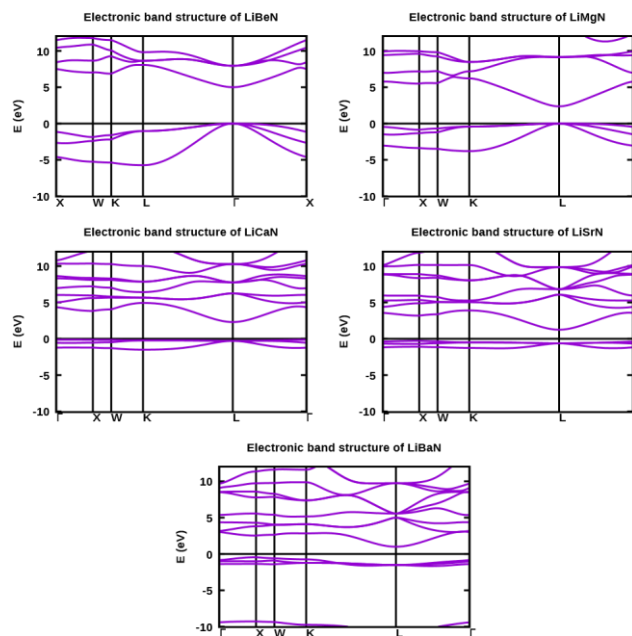 Electronic band structure of LiBeN
E (eV)
10
5
0
-5
-10
X W K L Γ X
Electronic band structure of LiMgN
E (eV)
10
5
0
-5
-10
Γ X W K L
Electronic band structure of LiCaN
E (eV)
10
5
0
-5
-10
Γ X W K L Γ
Electronic band structure of LiSrN
E (eV)
10
5
0
-5
-10
Γ X W K L
Electronic band structure of LiBaN
E (eV)
10
5
0
-5
-10
Γ X W K L Γ